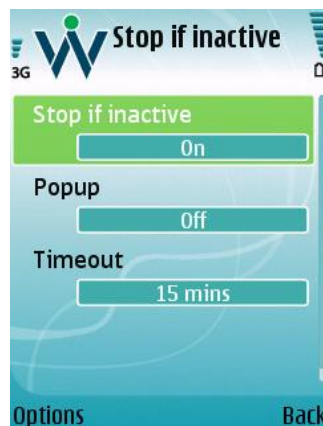 Stop if inactive
3G
Stop if inactive
On
Popup
Off
Timeout
15 mins
Options
Back